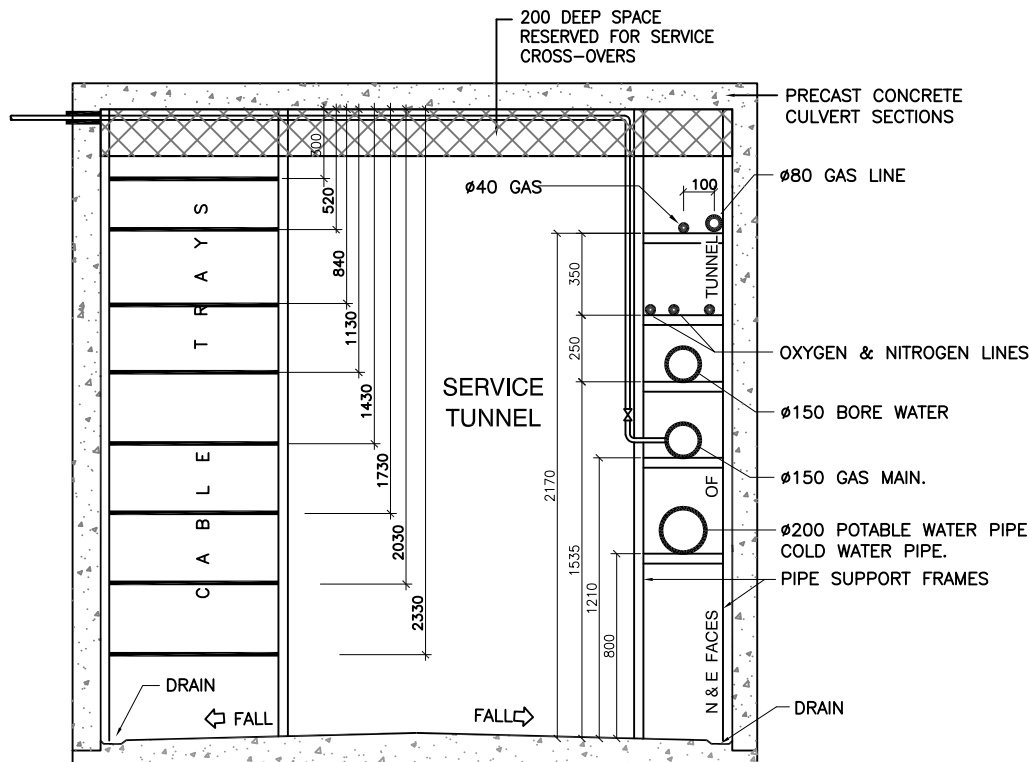 200 DEEP SPACE
RESERVED FOR SERVICE
CROSS-OVERS
PRECAST CONCRETE
CULVERT SECTIONS
300
520
840
1130
1430
1730
2030
2330
CABLE TRAYS
SERVICE
TUNNEL
ø40 GAS
100
ø80 GAS LINE
350
250
2170
1535
1210
800
OXYGEN & NITROGEN LINES
ø150 BORE WATER
ø150 GAS MAIN.
ø200 POTABLE WATER PIPE
COLD WATER PIPE.
PIPE SUPPORT FRAMES
N & E FACES OF TUNNEL
DRAIN
FALL
FALL
DRAIN